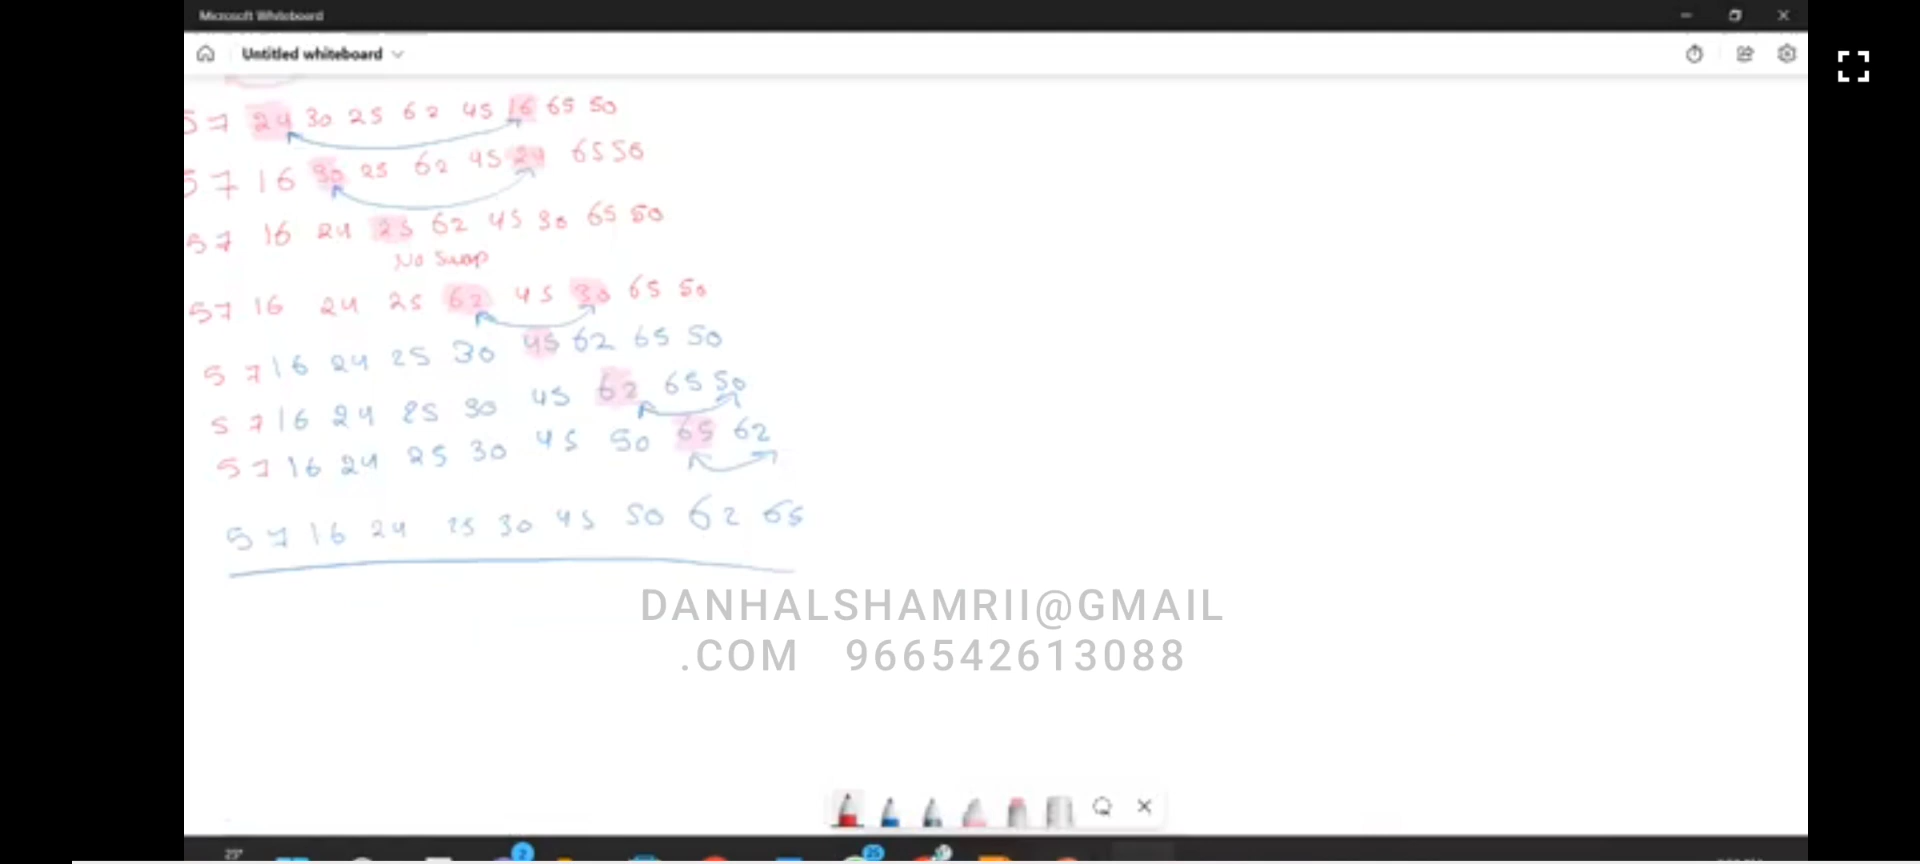 Microsoft Whiteboard
Untitled whiteboard
5 7 24 30 25 62 45 16 65 50
5 7 16 30 25 62 45 24 65 50
5 7 16 24 25 62 45 30 65 50
No Swap
5 7 16 24 25 62 45 30 65 50
5 7 16 24 25 30 45 62 65 50
5 7 16 24 25 30 45 62 65 50
5 7 16 24 25 30 45 50 65 62
5 7 16 24 25 30 45 50 62 65
DANHALSHAMRII@GMAIL
.COM 966542613088
23°
2
25